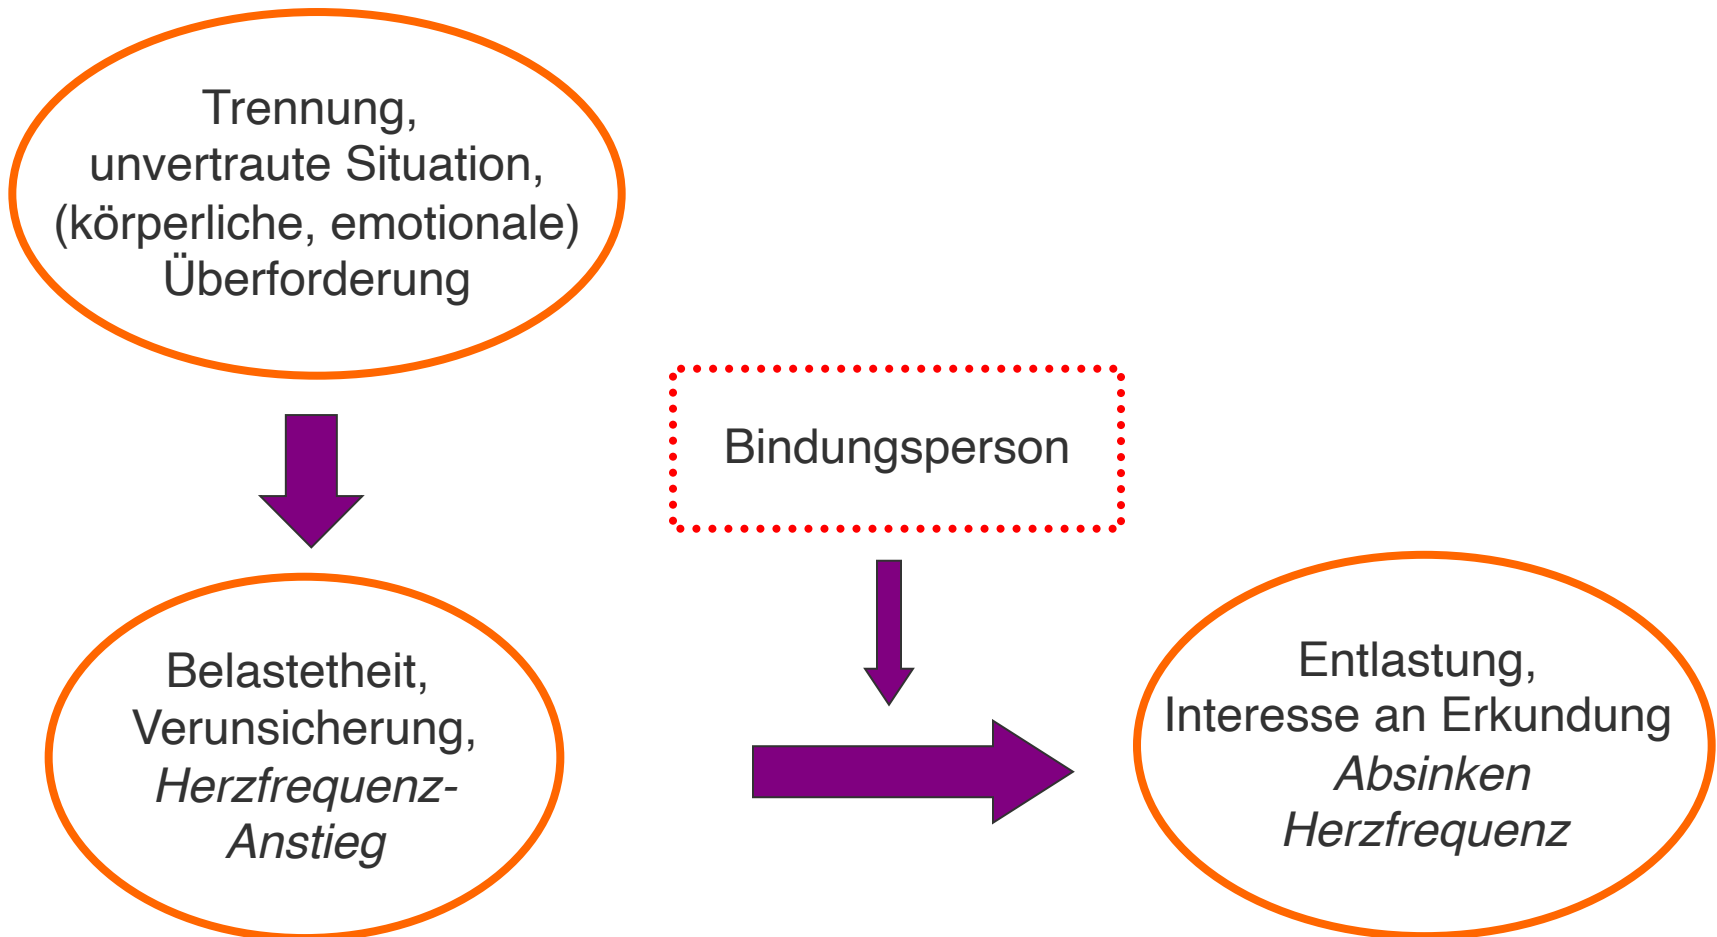 Trennung,
unvertraute Situation,
(körperliche, emotionale)
Überforderung
Bindungsperson
Belastetheit,
Verunsicherung,
Herzfrequenz-
Anstieg
Entlastung,
Interesse an Erkundung
Absinken
Herzfrequenz